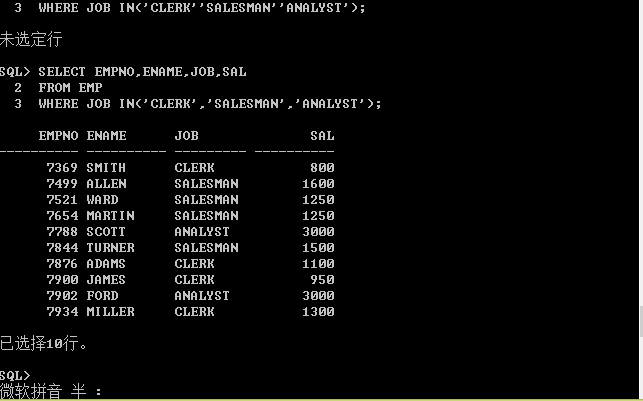 3  WHERE JOB IN('CLERK''SALESMAN''ANALYST');
未选定行
SQL> SELECT EMPNO,ENAME,JOB,SAL
  2  FROM EMP
  3  WHERE JOB IN('CLERK','SALESMAN','ANALYST');
     EMPNO ENAME      JOB              SAL
---------- ---------- --------- ----------
      7369 SMITH      CLERK            800
      7499 ALLEN      SALESMAN        1600
      7521 WARD       SALESMAN        1250
      7654 MARTIN     SALESMAN        1250
      7788 SCOTT      ANALYST         3000
      7844 TURNER     SALESMAN        1500
      7876 ADAMS      CLERK           1100
      7900 JAMES      CLERK            950
      7902 FORD       ANALYST         3000
      7934 MILLER     CLERK           1300
已选择10行。
SQL>
微软拼音 半 :